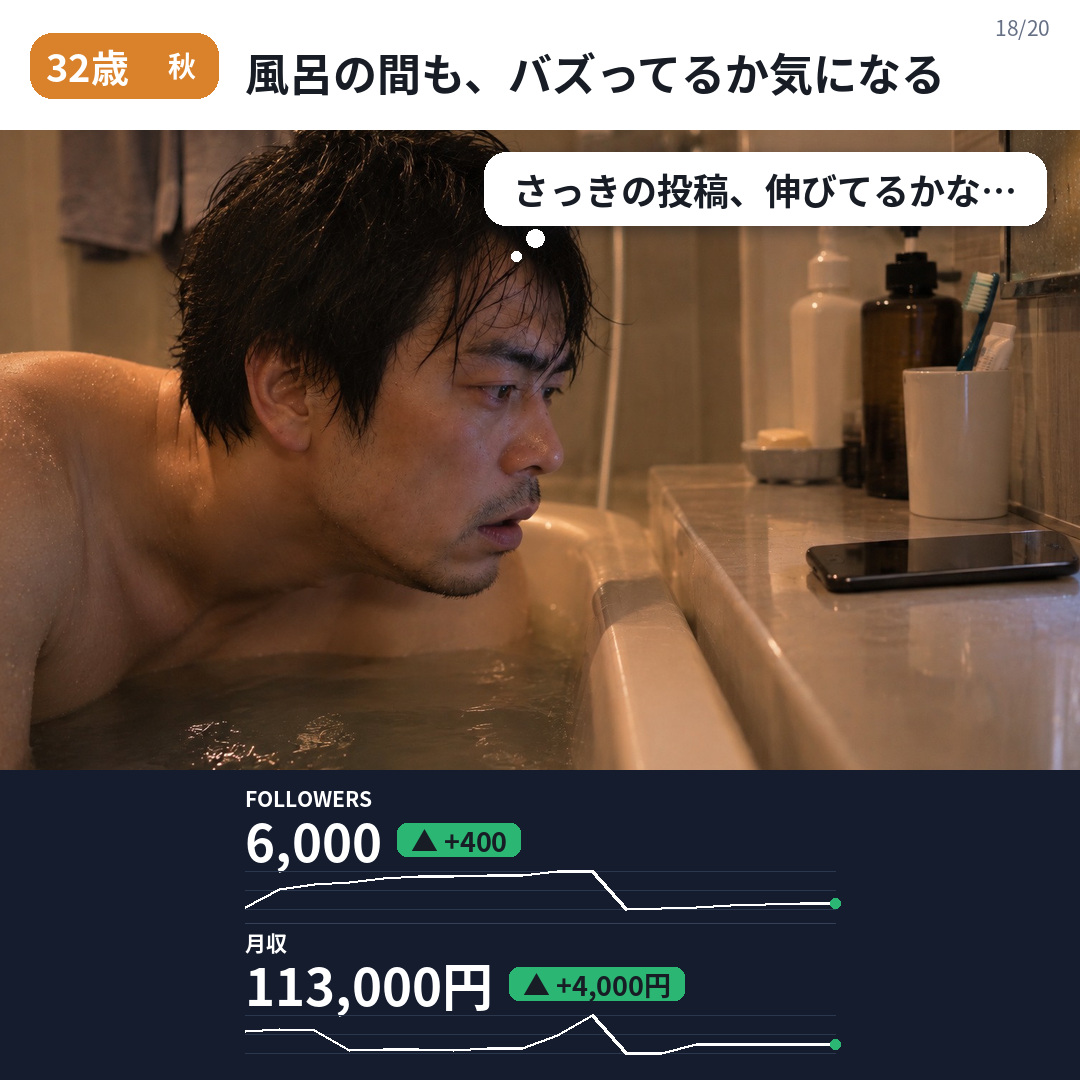 18/20
32歳 秋
風呂の間も、バズってるか気になる
さっきの投稿、伸びてるかな…
FOLLOWERS
6,000 ▲ +400
月収
113,000円 ▲ +4,000円